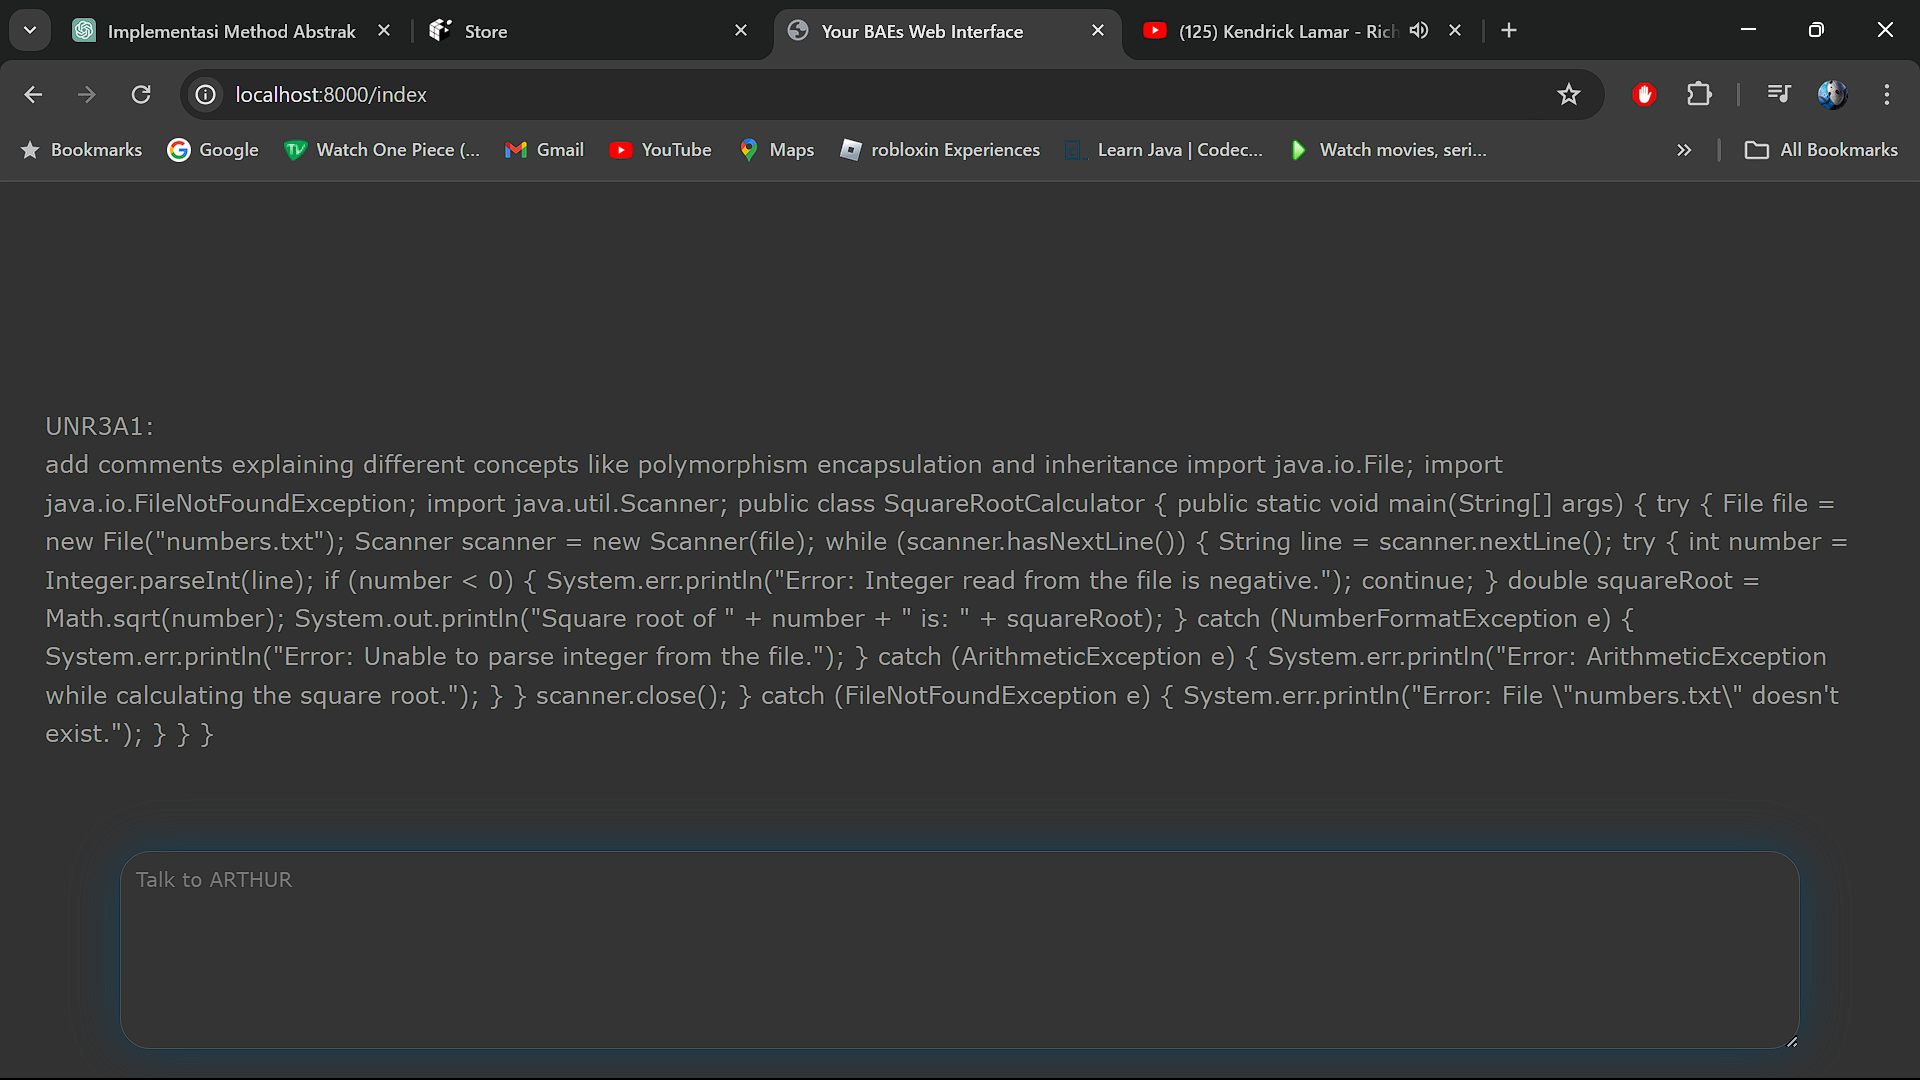 Implementasi Method Abstrak
Store
Your BAEs Web Interface
(125) Kendrick Lamar - Rich
localhost:8000/index
Bookmarks
Google
Watch One Piece (...
Gmail
YouTube
Maps
robloxin Experiences
Learn Java | Codec...
Watch movies, seri...
All Bookmarks
UNR3A1:
add comments explaining different concepts like polymorphism encapsulation and inheritance import java.io.File; import
java.io.FileNotFoundException; import java.util.Scanner; public class SquareRootCalculator { public static void main(String[] args) { try { File file =
new File("numbers.txt"); Scanner scanner = new Scanner(file); while (scanner.hasNextLine()) { String line = scanner.nextLine(); try { int number =
Integer.parseInt(line); if (number < 0) { System.err.println("Error: Integer read from the file is negative."); continue; } double squareRoot =
Math.sqrt(number); System.out.println("Square root of " + number + " is: " + squareRoot); } catch (NumberFormatException e) {
System.err.println("Error: Unable to parse integer from the file."); } catch (ArithmeticException e) { System.err.println("Error: ArithmeticException
while calculating the square root."); } } scanner.close(); } catch (FileNotFoundException e) { System.err.println("Error: File \"numbers.txt\" doesn't
exist."); } } }
Talk to ARTHUR